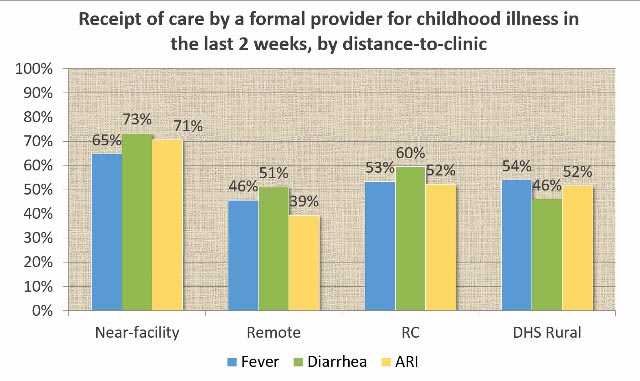 Receipt of care by a formal provider for childhood illness in
the last 2 weeks, by distance-to-clinic
100%
90%
80%
70%
60%
50%
40%
30%
20%
10%
0%
65% 73% 71%
46% 51% 39%
53% 60% 52%
54% 46% 52%
Near-facility Remote RC DHS Rural
Fever Diarrhea ARI